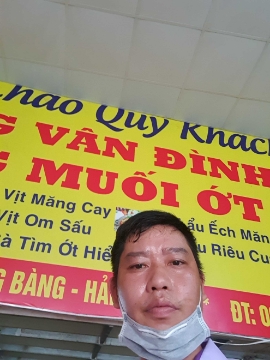 Chào Quý Khách
G VÂN ĐÌNH
G MUỐI ỚT
Vịt Măng Cay
ẩu Ếch Măn
Vịt Om Sấu
à Tìm Ớt Hiể
u Riêu Cu
G BÀNG - HẢ
ĐT: 0